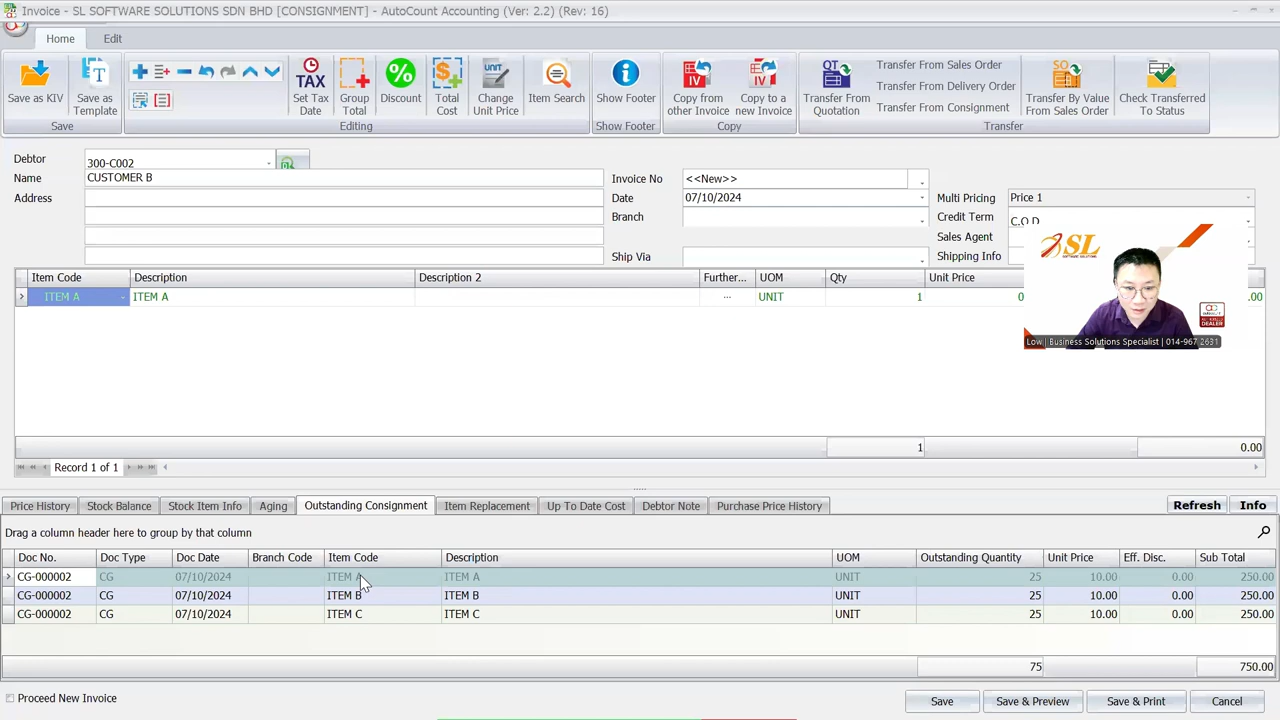 Invoice - SL SOFTWARE SOLUTIONS SDN BHD [CONSIGNMENT] - AutoCount Accounting (Ver: 2.2) (Rev: 16)
Home Edit
Save as KIV
Save as Template
Save
Set Tax Date
Group Total
Discount
Total Cost
Change Unit Price
Item Search
Editing
Show Footer
Show Footer
Copy from other Invoice
Copy to a new Invoice
Copy
Transfer From Quotation
Transfer From Sales Order
Transfer From Delivery Order
Transfer From Consignment
Transfer By Value From Sales Order
Check Transferred To Status
Transfer
Debtor 300-C002
Name CUSTOMER B
Address
Invoice No <<New>>
Date 07/10/2024
Branch
Ship Via
Multi Pricing Price 1
Credit Term C.O.D
Sales Agent
Shipping Info
SL
SOFTWARE SOLUTIONS
Low | Business Solutions Specialist | 014-967 2631
Item Code Description Description 2 Further... UOM Qty Unit Price
ITEM A ITEM A ... UNIT 1 0 .00
1 0.00
Record 1 of 1
Price History Stock Balance Stock Item Info Aging Outstanding Consignment Item Replacement Up To Date Cost Debtor Note Purchase Price History Refresh Info
Drag a column header here to group by that column
Doc No. Doc Type Doc Date Branch Code Item Code Description UOM Outstanding Quantity Unit Price Eff. Disc. Sub Total
CG-000002 CG 07/10/2024 ITEM A ITEM A UNIT 25 10.00 0.00 250.00
CG-000002 CG 07/10/2024 ITEM B ITEM B UNIT 25 10.00 0.00 250.00
CG-000002 CG 07/10/2024 ITEM C ITEM C UNIT 25 10.00 0.00 250.00
75 750.00
Proceed New Invoice Save Save & Preview Save & Print Cancel